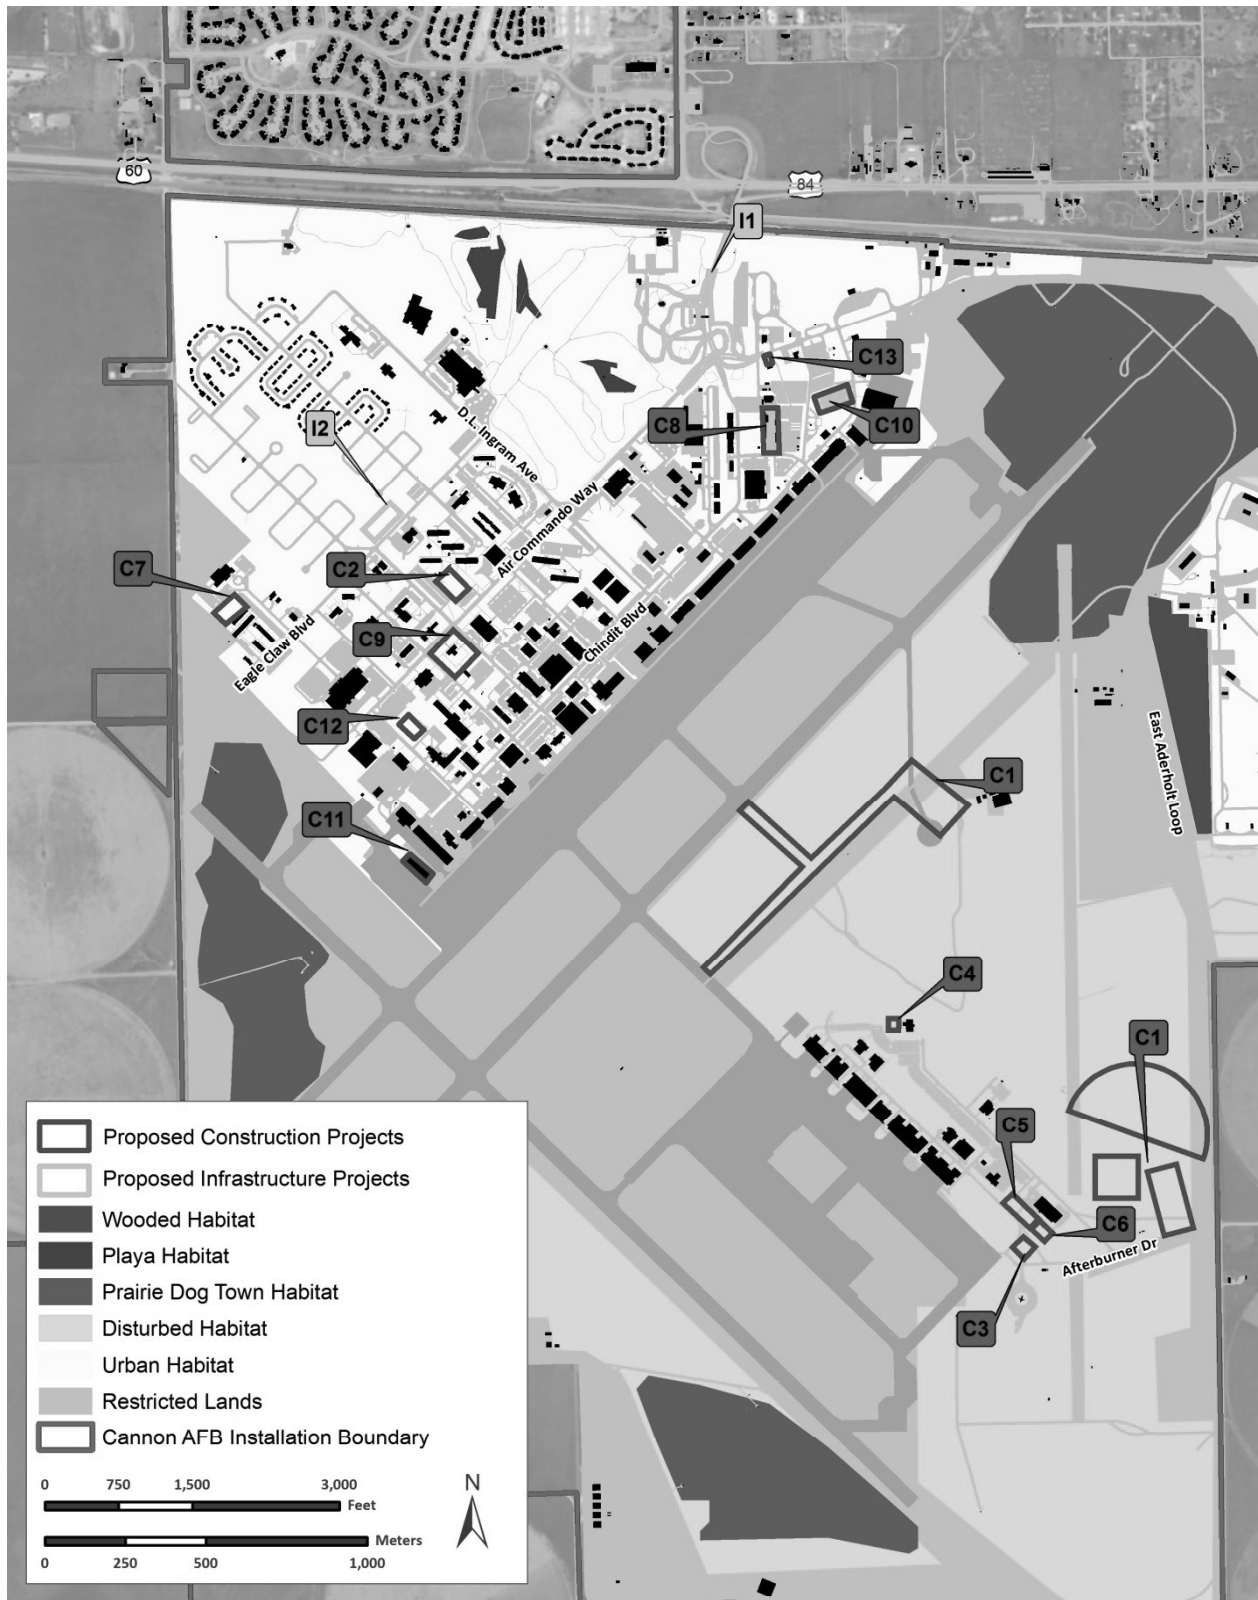 60
84
I1
C13
C10
C8
I2
D.L. Ingram Ave
Air Commando Way
C7
C2
C9
Chindit Blvd
Eagle Claw Blvd
C12
C11
C1
East Aderholt Loop
C4
C1
C5
C6
Afterburner Dr
C3
Proposed Construction Projects
Proposed Infrastructure Projects
Wooded Habitat
Playa Habitat
Prairie Dog Town Habitat
Disturbed Habitat
Urban Habitat
Restricted Lands
Cannon AFB Installation Boundary
0 750 1,500 3,000
Feet
N
Meters
0 250 500 1,000